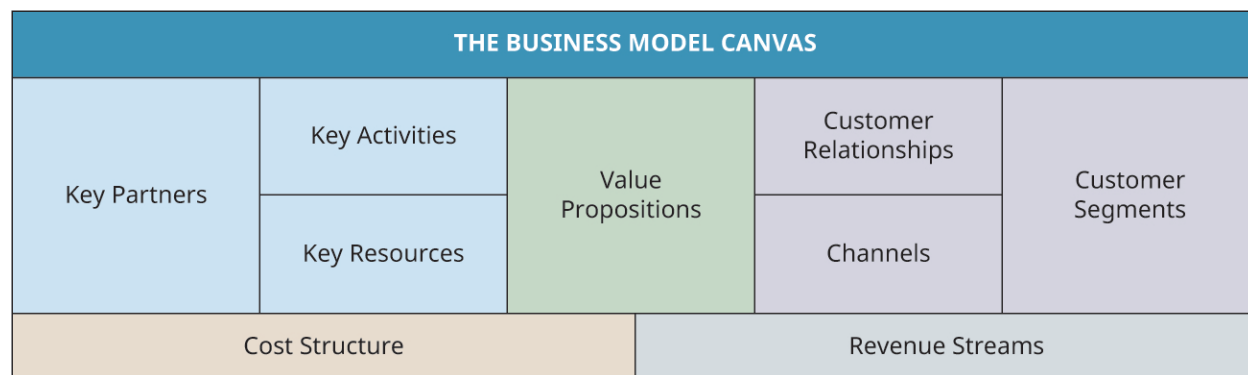 THE BUSINESS MODEL CANVAS
Key Partners
Key Activities
Key Resources
Value
Propositions
Customer
Relationships
Channels
Customer
Segments
Cost Structure
Revenue Streams